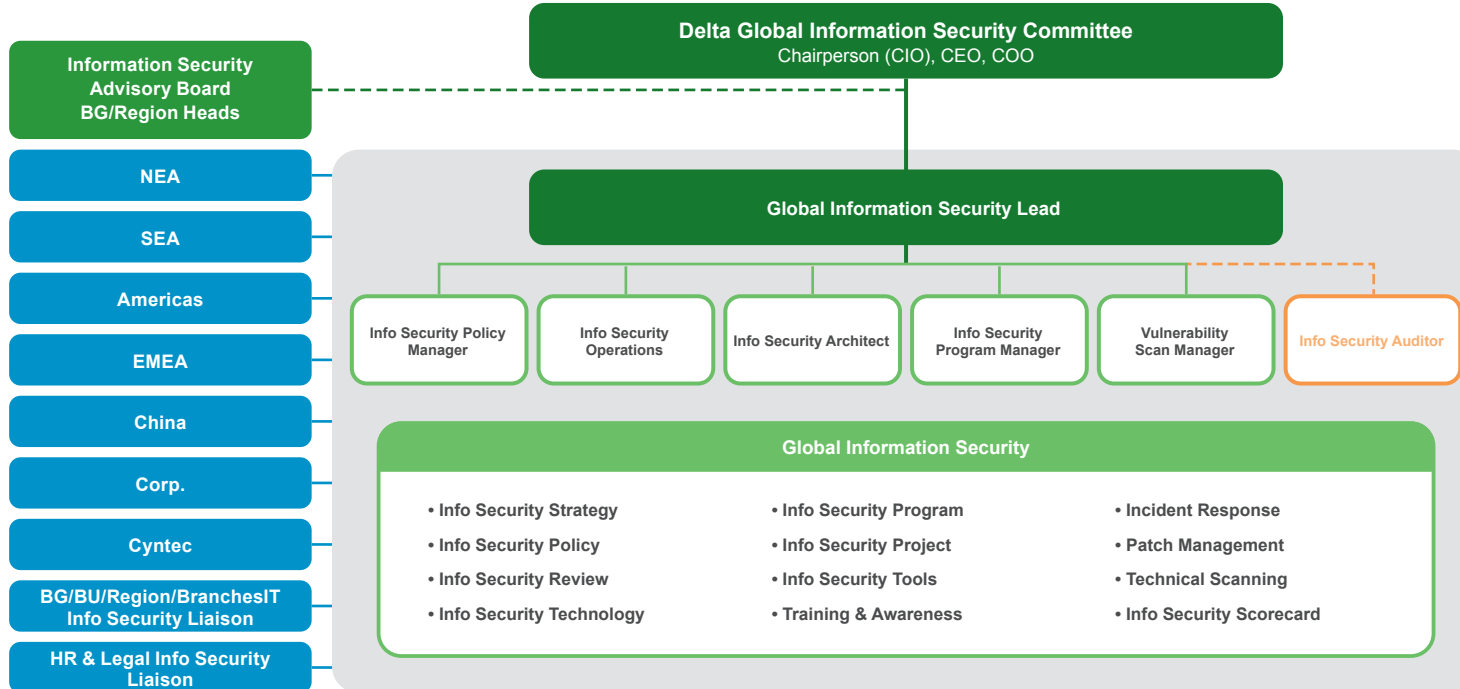 Delta Global Information Security Committee
Chairperson (CIO), CEO, COO
Information Security
Advisory Board
BG/Region Heads
NEA
SEA
Americas
EMEA
China
Corp.
Cyntec
BG/BU/Region/BranchesIT
Info Security Liaison
HR & Legal Info Security
Liaison
Global Information Security Lead
Info Security Policy
Manager
Info Security
Operations
Info Security Architect
Info Security
Program Manager
Vulnerability
Scan Manager
Info Security Auditor
Global Information Security
• Info Security Strategy
• Info Security Policy
• Info Security Review
• Info Security Technology
• Info Security Program
• Info Security Project
• Info Security Tools
• Training & Awareness
• Incident Response
• Patch Management
• Technical Scanning
• Info Security Scorecard